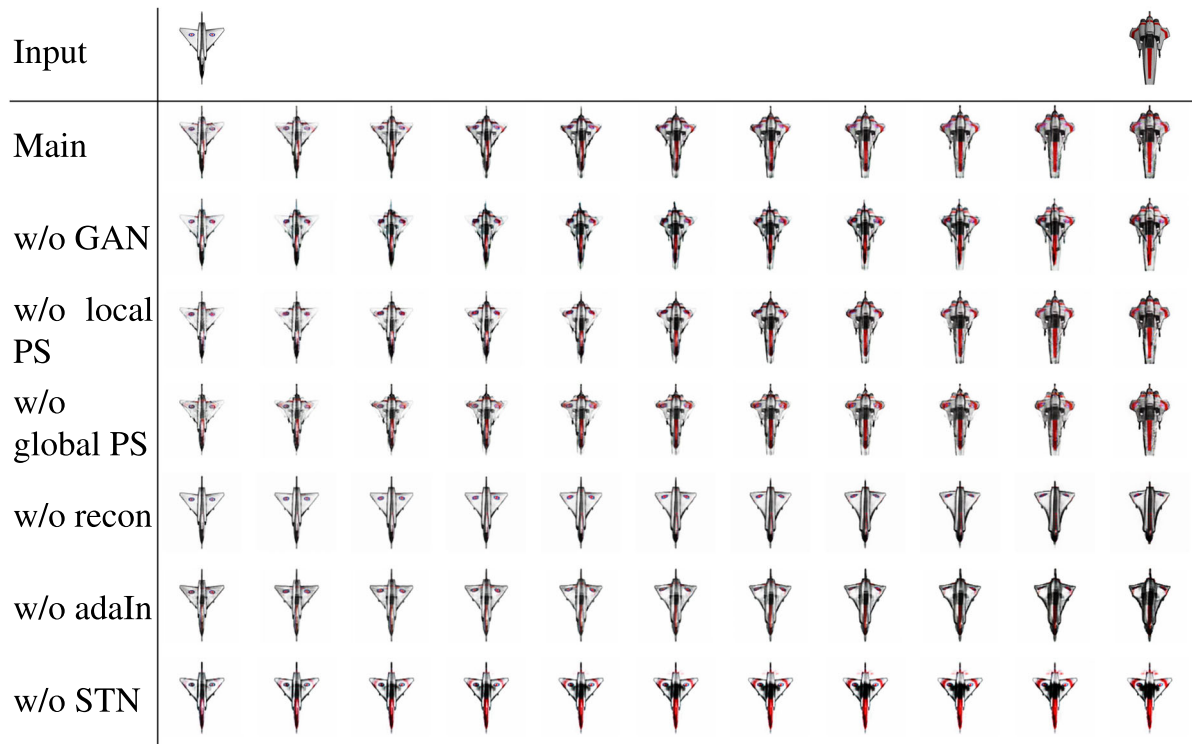 Input
Main
w/o GAN
w/o local
PS
w/o
global PS
w/o recon
w/o adaIn
w/o STN